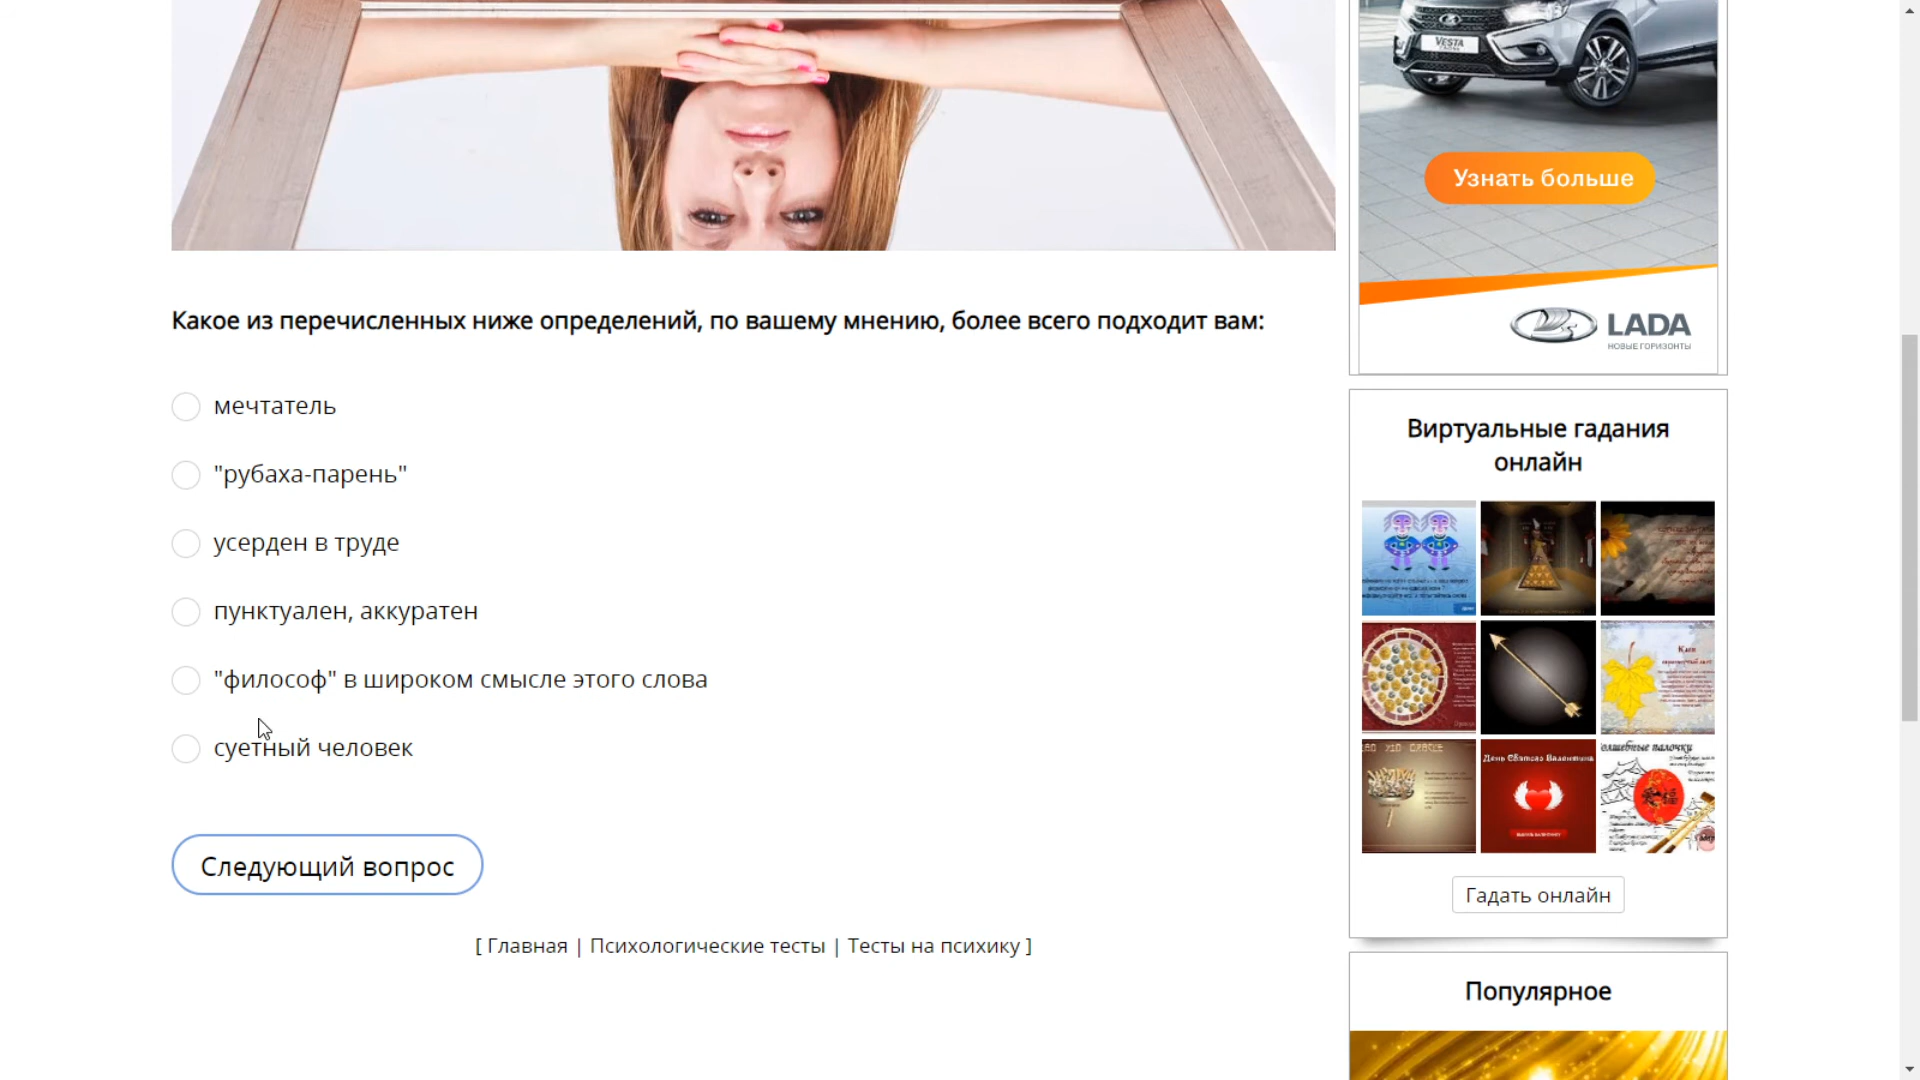 Какое из перечисленных ниже определений, по вашему мнению, более всего подходит вам:
мечтатель
"рубаха-парень"
усерден в труде
пунктуален, аккуратен
"философ" в широком смысле этого слова
суетный человек
Следующий вопрос
[ Главная | Психологические тесты | Тесты на психику ]
VESTA
Узнать больше
LADA
НОВЫЕ ГОРИЗОНТЫ
Виртуальные гадания
онлайн
День Святого Валентина
Гадать онлайн
Популярное